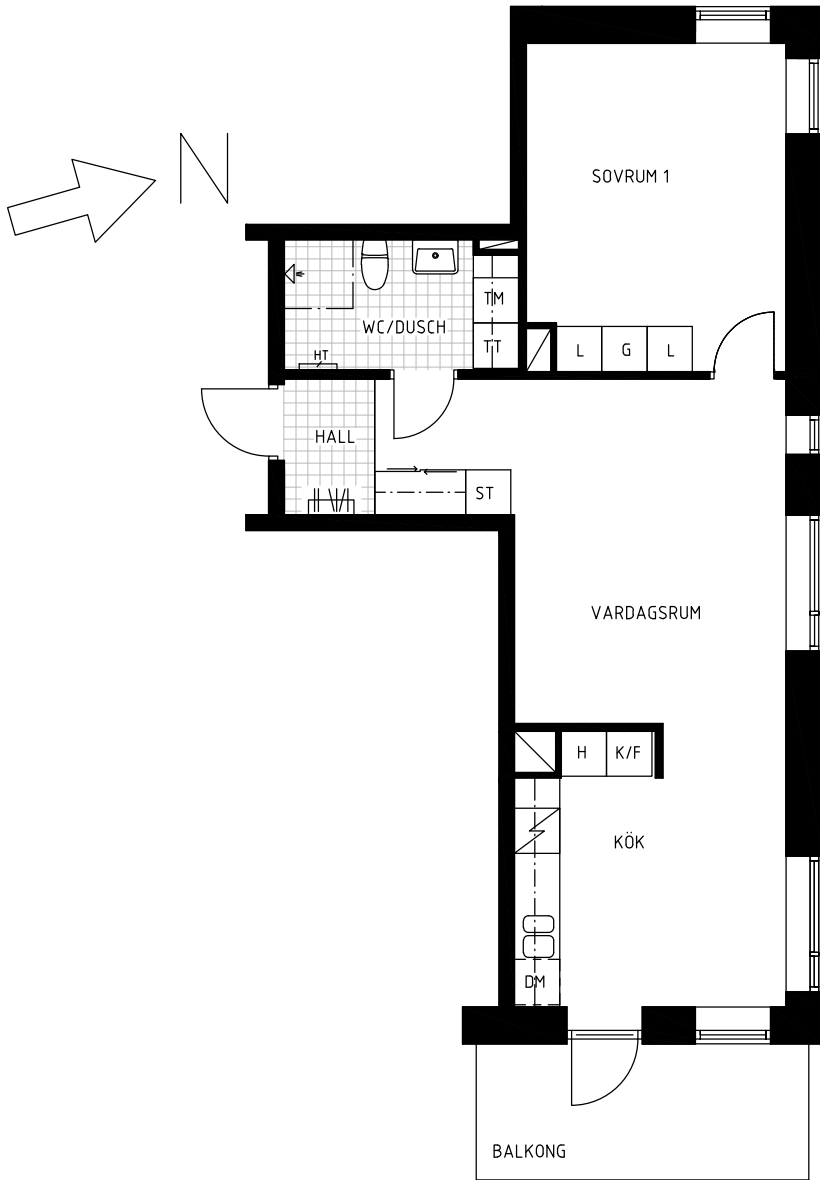 N
SOVRUM 1
TM
WC/DUSCH
TT
HT
L G L
HALL
ST
VARDAGSRUM
H K/F
KÖK
DM
BALKONG